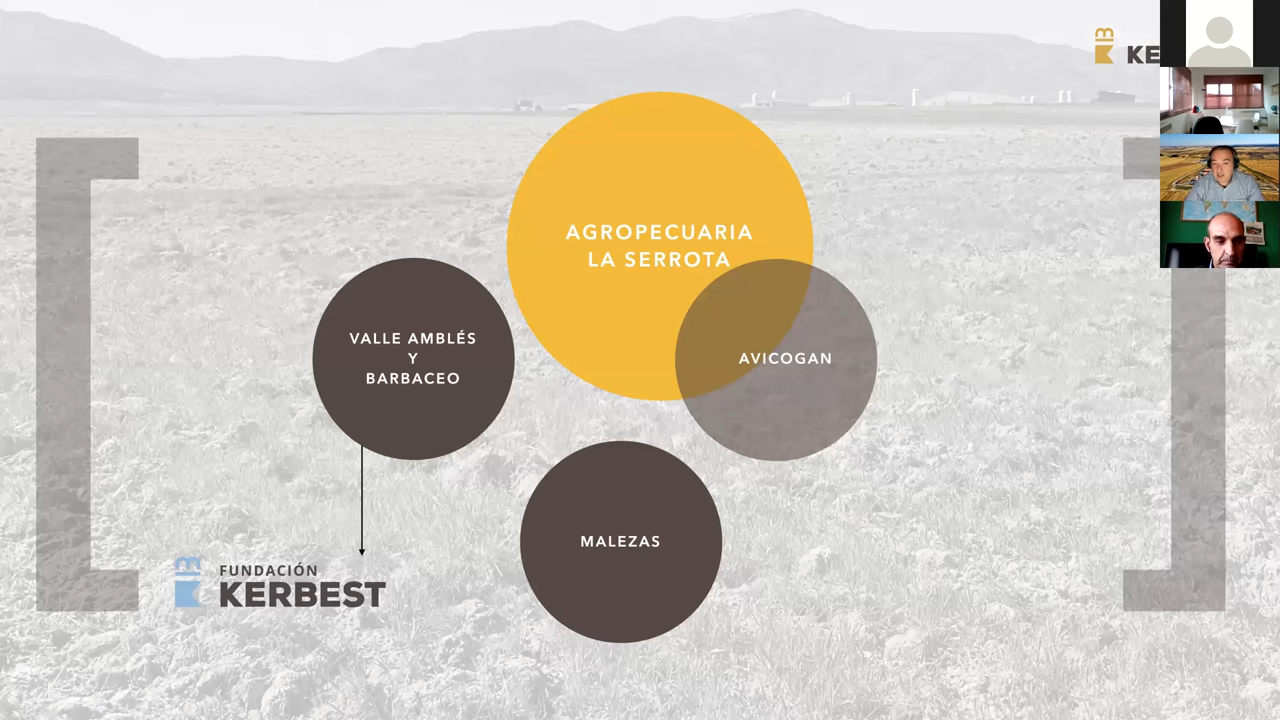 KE
AGROPECUARIA
LA SERROTA
VALLE AMBLÉS
Y
BARBACEO
AVICOGAN
MALEZAS
FUNDACIÓN
KERBEST